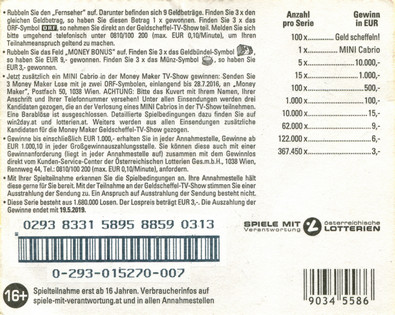 • Rubbeln Sie den „Fernseher" auf. Darunter befinden sich 9 Geldbeträge. Finden Sie 3 x den
gleichen Geldbetrag, so haben Sie diesen 1 x gewonnen. Finden Sie 3 x das
ORF-Symbol ORF so nehmen Sie direkt an der Geldscheffel-TV-Show teil. Melden Sie sich
bitte umgehend telefonisch unter 0810/100 200 (max. EUR 0,10/Minute), um Ihren
Teilnahmeanspruch geltend zu machen.
• Rubbeln Sie das Feld „MONEY BONUS" auf. Finden Sie 3 x das Geldbündel-Symbol
so haben Sie EUR 9,– gewonnen. Finden Sie 3 x das Münz-Symbol so haben Sie
EUR 3,– gewonnen.
• Jetzt zusätzlich ein MINI Cabrio in der Money Maker TV-Show gewinnen: Senden Sie
3 Money Maker Lose mit je zwei ORF-Symbolen, einlangend bis 28.7.2016, an „Money
Maker", Postfach 50, 1038 Wien. ACHTUNG: Bitte das Kuvert mit Ihrem Namen, Ihrer
Anschrift und Ihrer Telefonnummer versehen! Unter allen Einsendungen werden drei
Kandidaten gezogen, die an der Verlosung eines MINI Cabrios in der TV-Show teilnehmen.
Eine Barablöse ist ausgeschlossen. Detaillierte Spielbedingungen erhalten Sie auf
win2day.at und lotterien.at. Weiters werden aus allen Einsendungen zusätzliche
Kandidaten für die Money Maker Geldscheffel-TV-Show gezogen.
• Gewinne bis einschließlich EUR 1.000,– erhalten Sie in jeder Annahmestelle, Gewinne
ab EUR 1.000,10 in jeder Großgewinnauszahlungsstelle. Sie können diese auch mit einer
Gewinnanforderung (liegt in jeder Annahmestelle auf) zusammen mit dem Gewinnlos
direkt vom Kunden-Service-Center der Österreichischen Lotterien Ges.m.b.H., 1038 Wien,
Rennweg 44, Tel.: 0810/100 200 (max. EUR 0,10/Minute), anfordern.
• Mit Ihrer Spielteilnahme erkennen Sie die Spielbedingungen an. Ihre Annahmestelle hält
diese gerne für Sie bereit. Mit der Teilnahme an der Geldscheffel-TV-Show stimmen Sie einer
Ausstrahlung der Sendung zu. Ein Anspruch auf Ausstrahlung der Sendung besteht nicht.
• Diese Serie besteht aus 1.680.000 Losen. Der Lospreis beträgt EUR 3,–. Die Auszahlung der
Gewinne endet mit 19.5.2019.
Anzahl pro Serie Gewinn in EUR
100 x Geld scheffeln!
1 x MINI Cabrio
5 x 10.000,–
15 x 1.000,–
100 x 500,–
1.000 x 100,–
10.000 x 15,–
62.000 x 9,–
122.000 x 6,–
367.450 x 3,–
SPIELE MIT
Verantwortung
österreichische
LOTTERIEN
0293 8331 5895 8859 0313
0-293-015270-007
16+
Spielteilnahme erst ab 16 Jahren. Verbraucherinfos auf
spiele-mit-verantwortung.at und in allen Annahmestellen
9034 5586